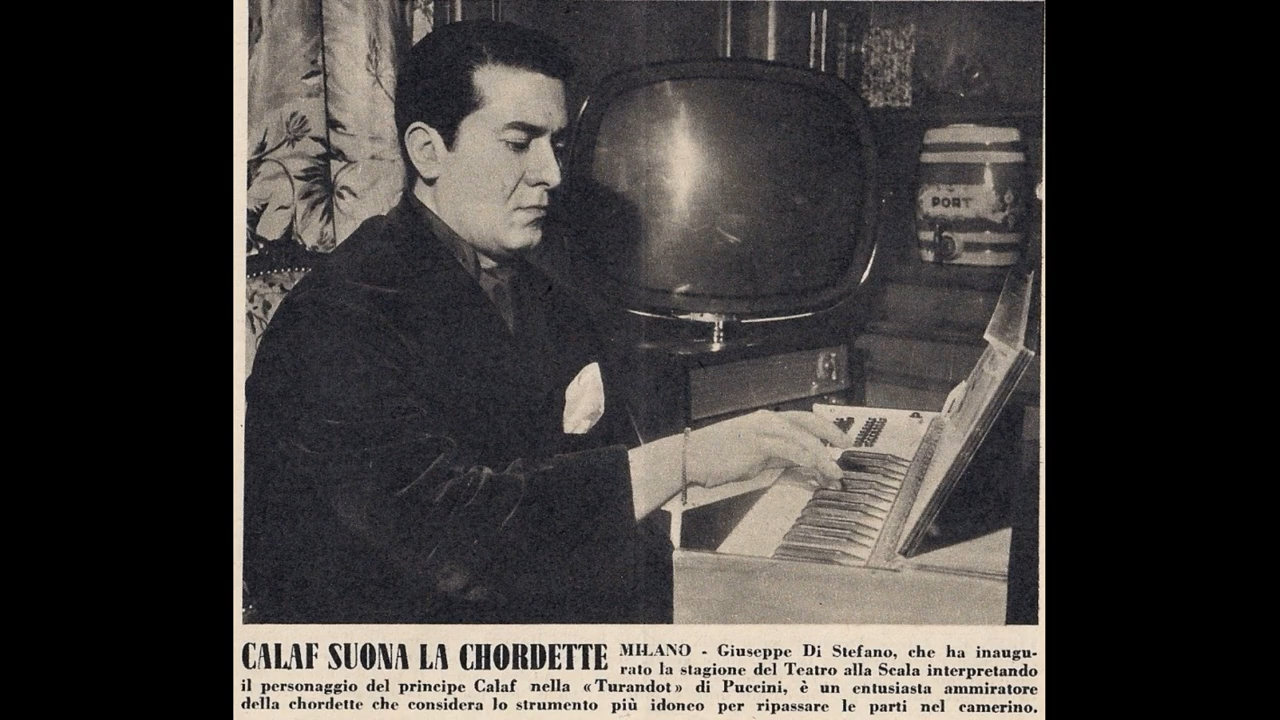 PORT
CALAF SUONA LA CHORDETTE MILANO - Giuseppe Di Stefano, che ha inaugu-
rato la stagione del Teatro alla Scala interpretando
il personaggio del principe Calaf nella «Turandot» di Puccini, è un entusiasta ammiratore
della chordette che considera lo strumento più idoneo per ripassare le parti nel camerino.